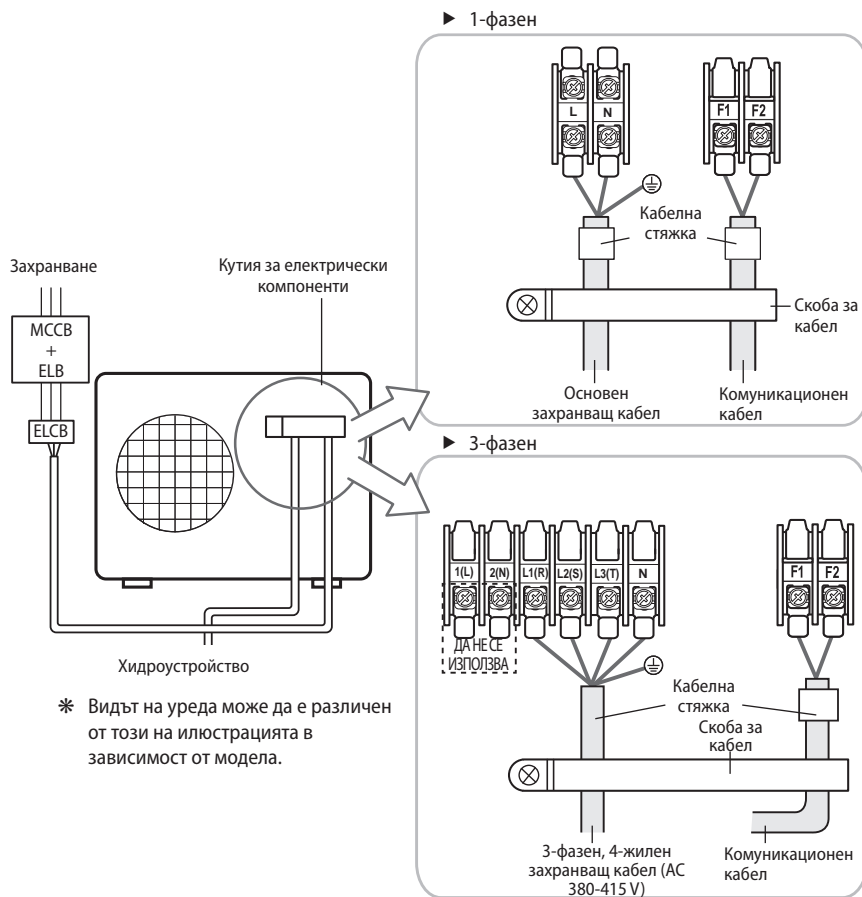 ▶ 1-фазен
L N
F1 F2
Кабелна
стяжка
Скоба за
кабел
Основен
захранващ кабел
Комуникационен
кабел
Захранване
MCCB
+
ELB
ELCB
Кутия за електрически
компоненти
Хидроустройство
❋ Видът на уреда може да е различен
от този на илюстрацията в
зависимост от модела.
▶ 3-фазен
1(L) 2(N) L1(R) L2(S) L3(T) N
F1 F2
ДА НЕ СЕ
ИЗПОЛЗВА
Кабелна
стяжка
Скоба за
кабел
3-фазен, 4-жилен
захранващ кабел (AC
380-415 V)
Комуникационен
кабел